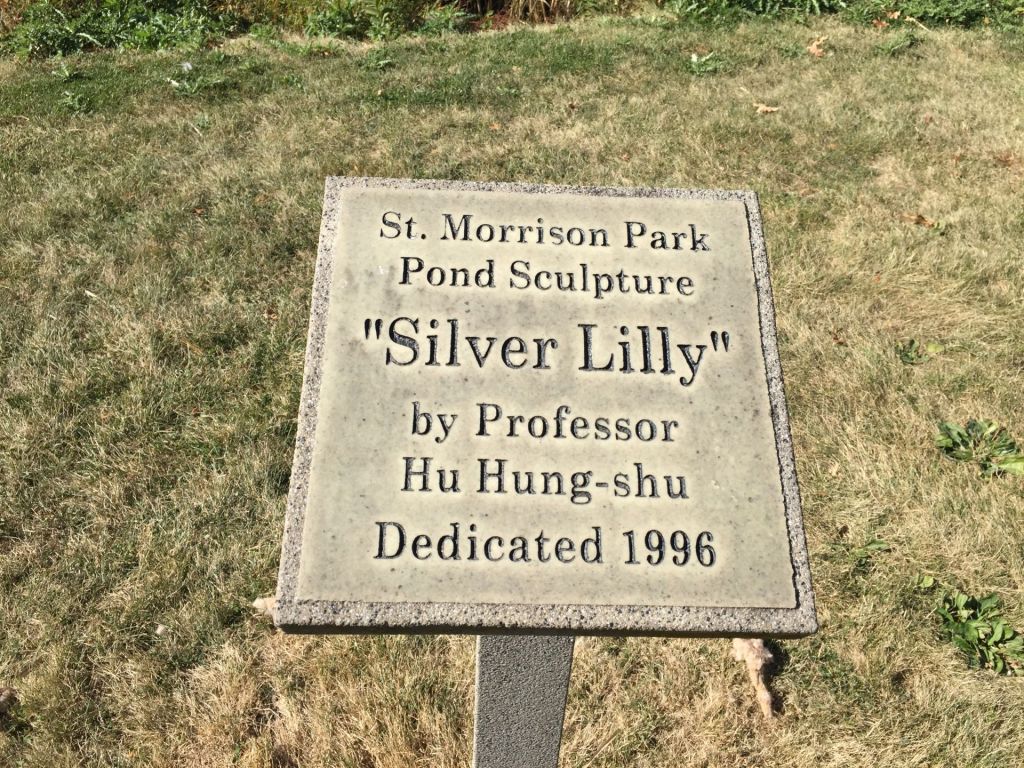 St. Morrison Park
Pond Sculpture
"Silver Lilly"
by Professor
Hu Hung-shu
Dedicated 1996